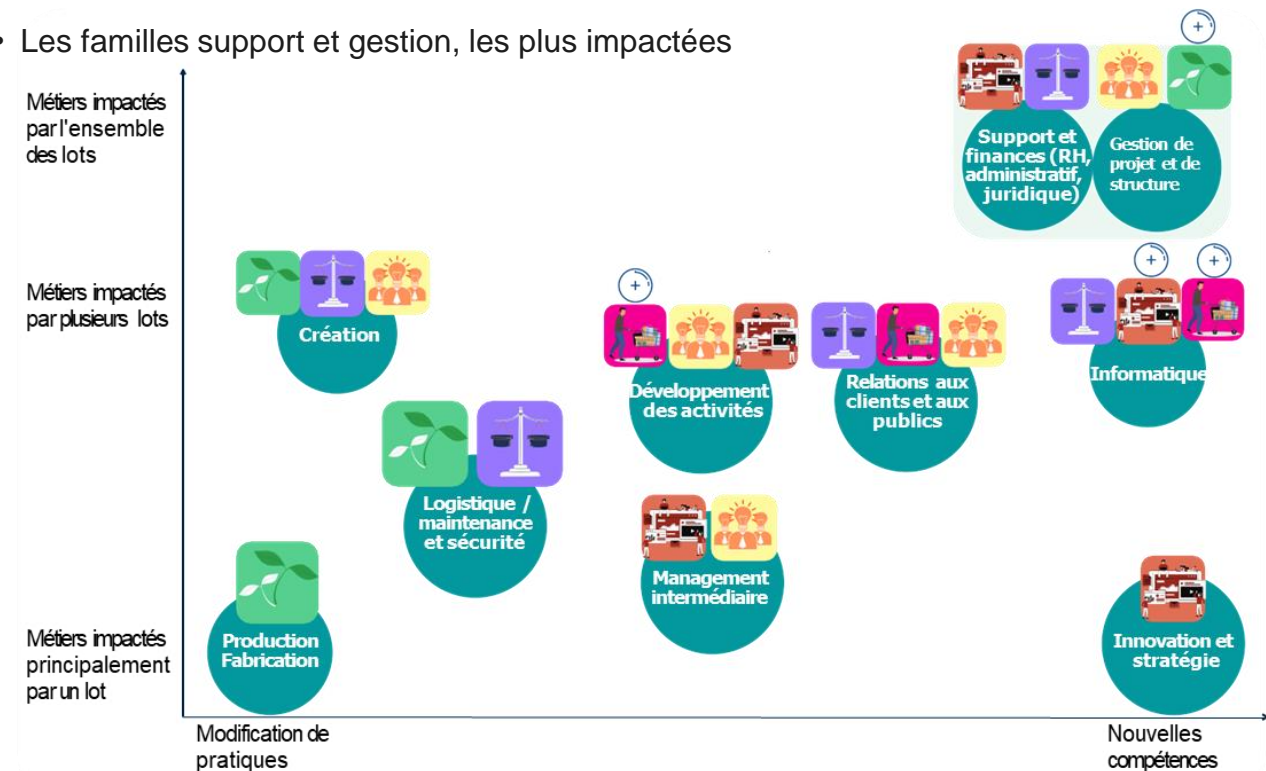 • Les familles support et gestion, les plus impactées
Métiers impactés
par l'ensemble
des lots
Support et
finances (RH,
administratif,
juridique)
Gestion de
projet et de
structure
Métiers impactés
par plusieurs lots
Création
Développement
des activités
Relations aux
clients et aux
publics
Informatique
Logistique /
maintenance
et sécurité
Management
intermédiaire
Métiers impactés
principalement
par un lot
Production
Fabrication
Innovation et
stratégie
Modification de
pratiques
Nouvelles
compétences